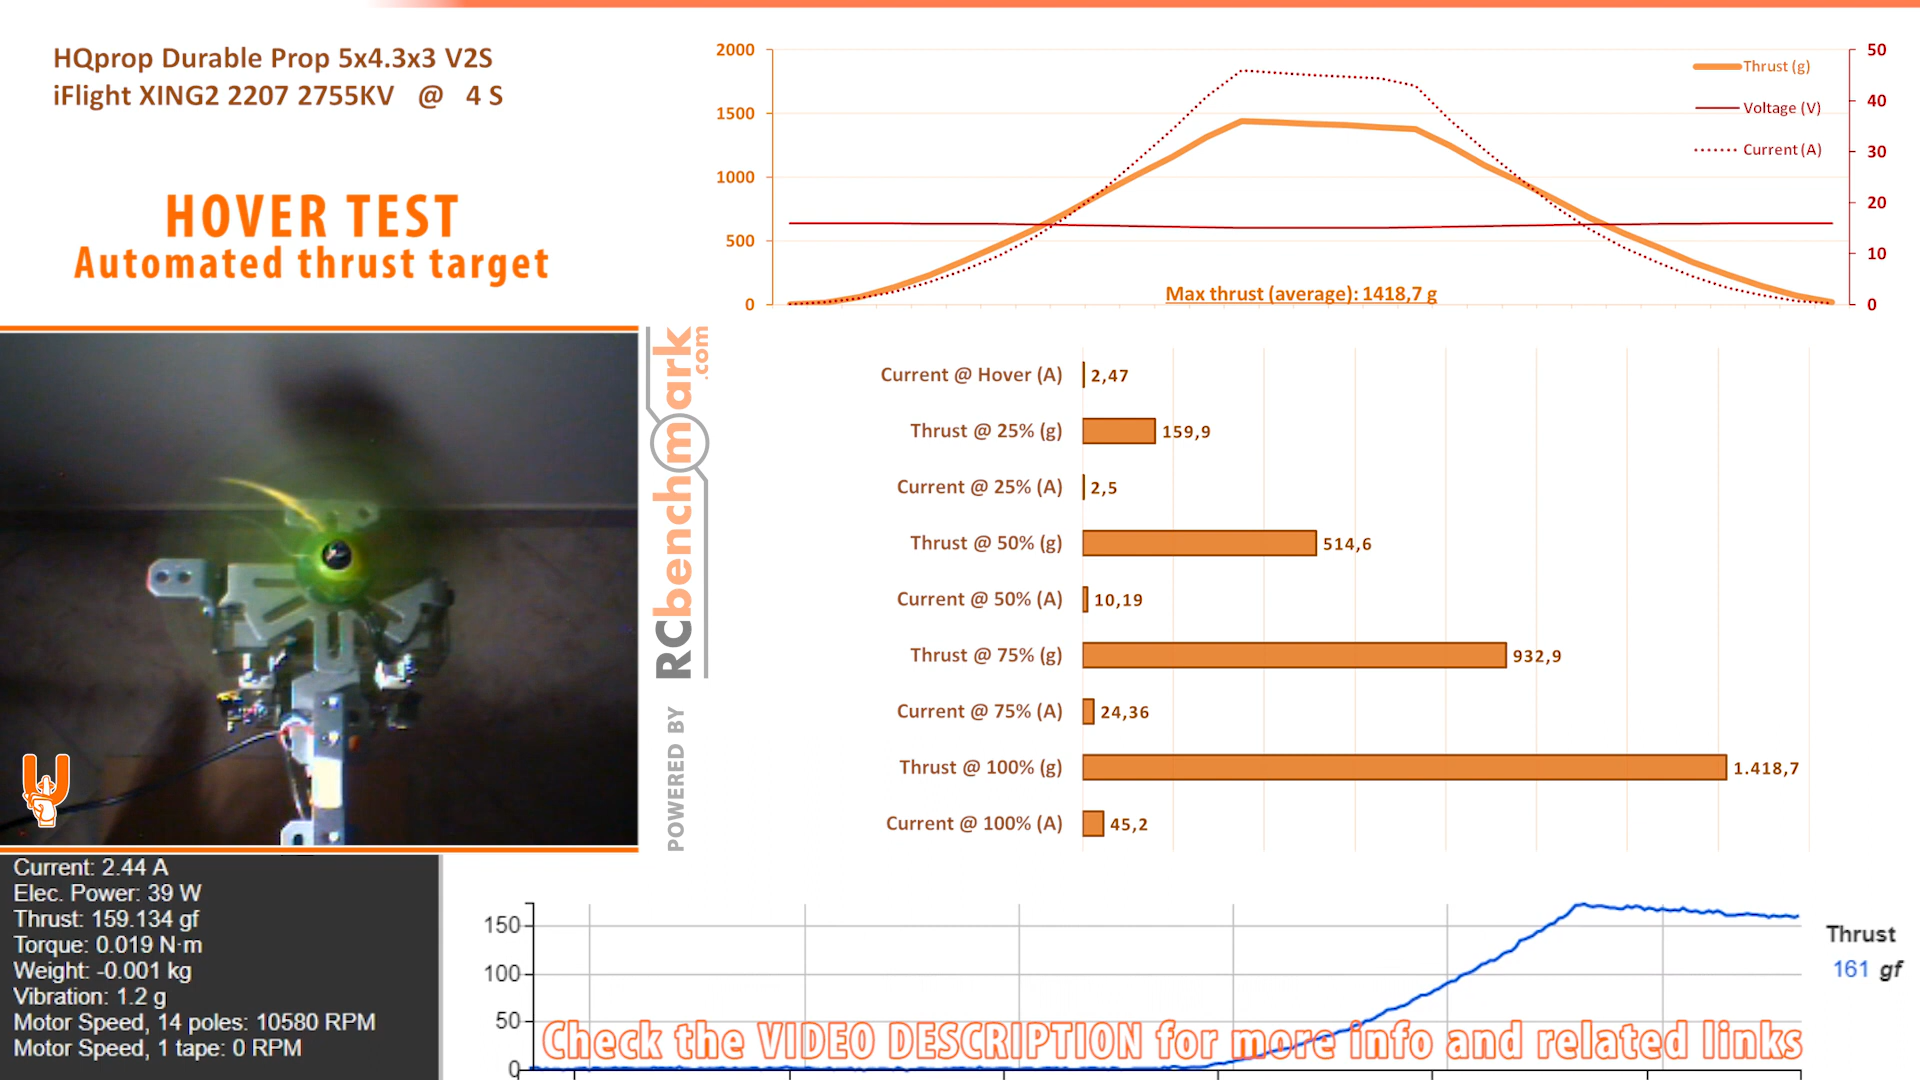 HQprop Durable Prop 5x4.3x3 V2S
iFlight XING2 2207 2755KV @ 4 S
HOVER TEST
Automated thrust target
2000
1500
1000
500
0
50
40
30
20
10
0
Thrust (g)
Voltage (V)
Current (A)
Max thrust (average): 1418,7 g
POWERED BY RCbenchmark.com
Current @ Hover (A) 2,47
Thrust @ 25% (g) 159,9
Current @ 25% (A) 2,5
Thrust @ 50% (g) 514,6
Current @ 50% (A) 10,19
Thrust @ 75% (g) 932,9
Current @ 75% (A) 24,36
Thrust @ 100% (g) 1.418,7
Current @ 100% (A) 45,2
Current: 2.44 A
Elec. Power: 39 W
Thrust: 159.134 gf
Torque: 0.019 N·m
Weight: -0.001 kg
Vibration: 1.2 g
Motor Speed, 14 poles: 10580 RPM
Motor Speed, 1 tape: 0 RPM
150
100
50
0
Thrust
161 gf
Check the VIDEO DESCRIPTION for more info and related links